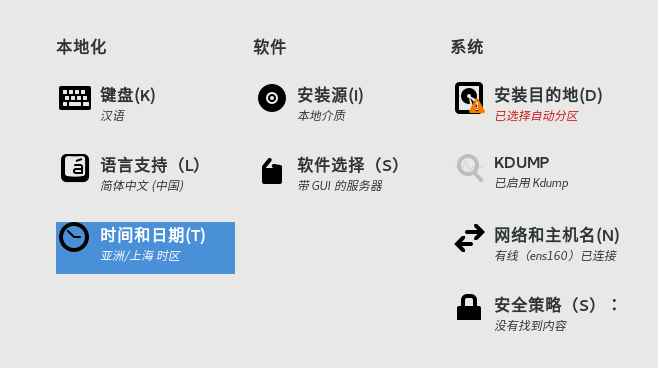 本地化
键盘(K)
汉语
语言支持（L）
简体中文 (中国)
时间和日期(T)
亚洲/上海 时区
软件
安装源(I)
本地介质
软件选择（S）
带 GUI 的服务器
系统
安装目的地(D)
已选择自动分区
KDUMP
已启用 Kdump
网络和主机名(N)
有线（ens160）已连接
安全策略（S）：
没有找到内容